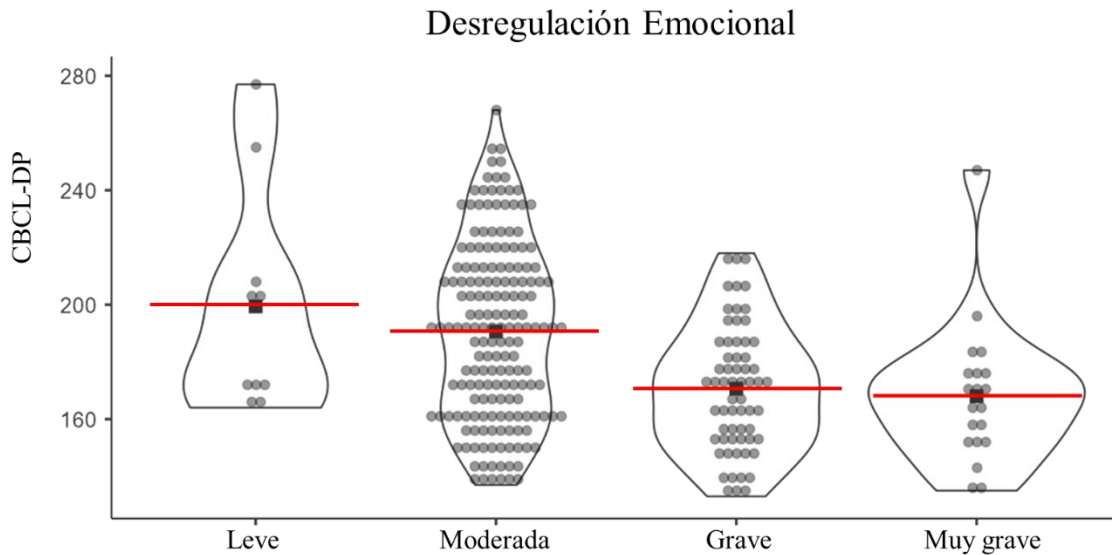 Desregulación Emocional
CBCL-DP
280
240
200
160
Leve
Moderada
Grave
Muy grave